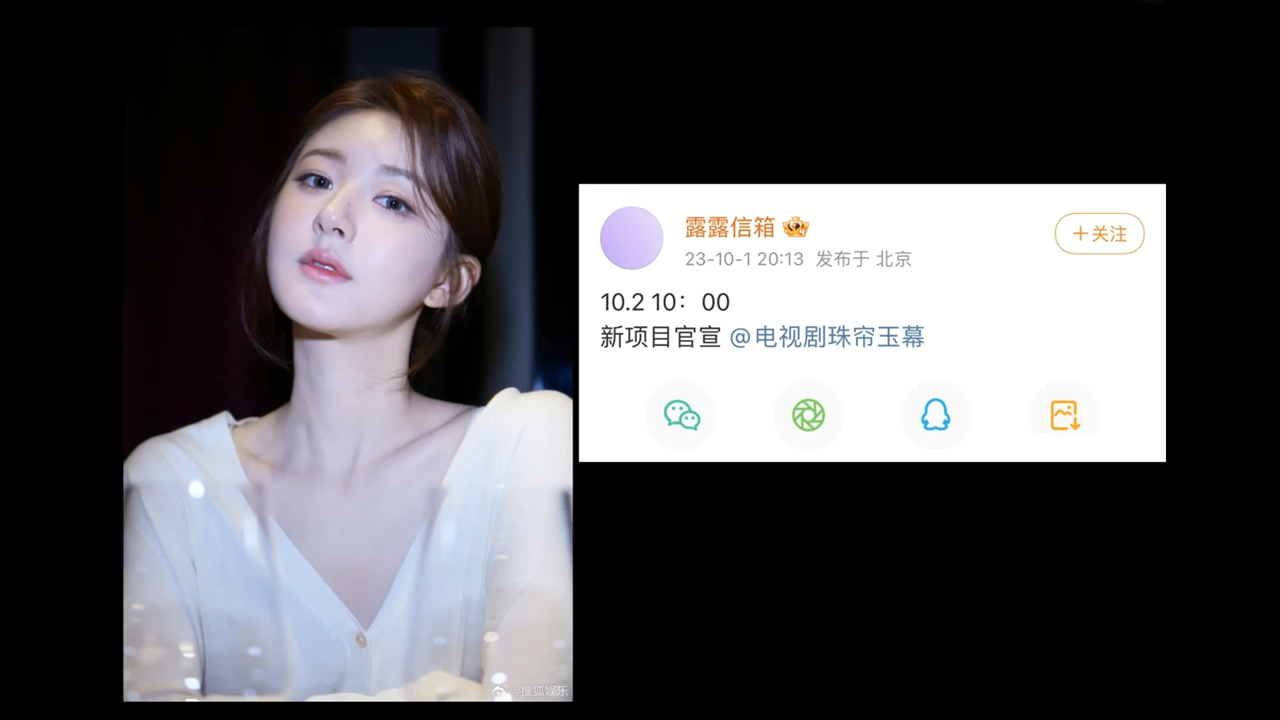 露露信箱
+关注
23-10-1 20:13 发布于 北京
10.2 10：00
新项目官宣 @电视剧珠帘玉幕
@搜狐娱乐